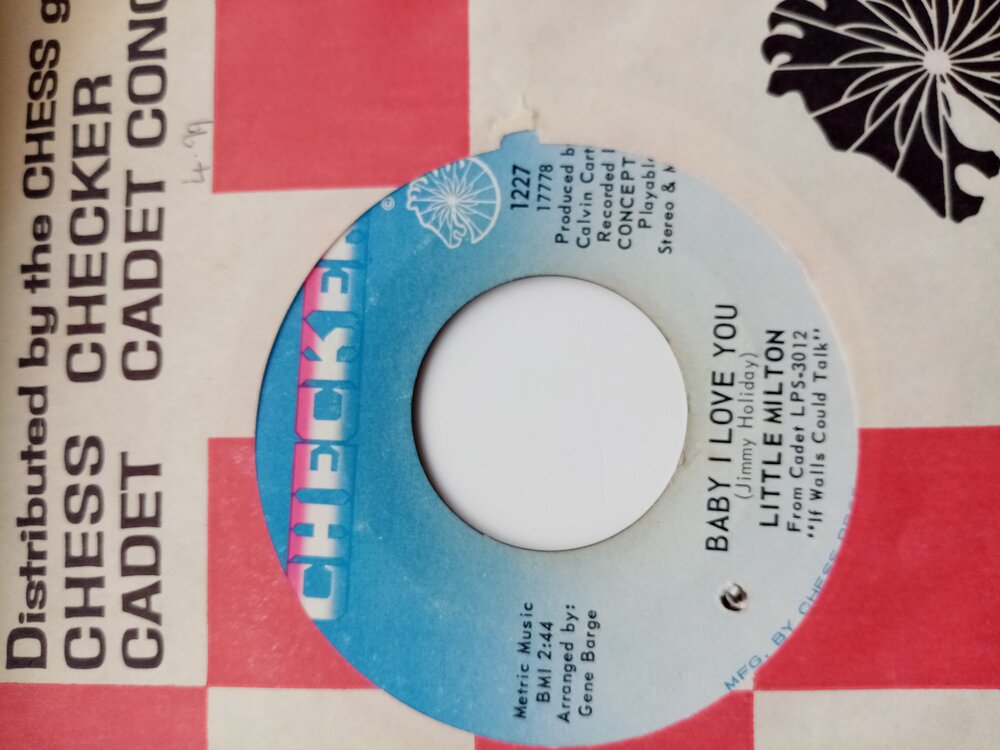 Distributed by the CHESS g
CHESS CHECKER
CADET CADET CONC
4.99
CHECKER
1227
17778
Produced b
Calvin Cart
Recorded
CONCEPT
Playabl
Stereo &
Metric Music
BMI 2:44
Arranged by:
Gene Barge
BABY I LOVE YOU
(Jimmy Holiday)
LITTLE MILTON
From Cadet LPS-3012
"If Walls Could Talk"
MFG. BY CHESS PRO